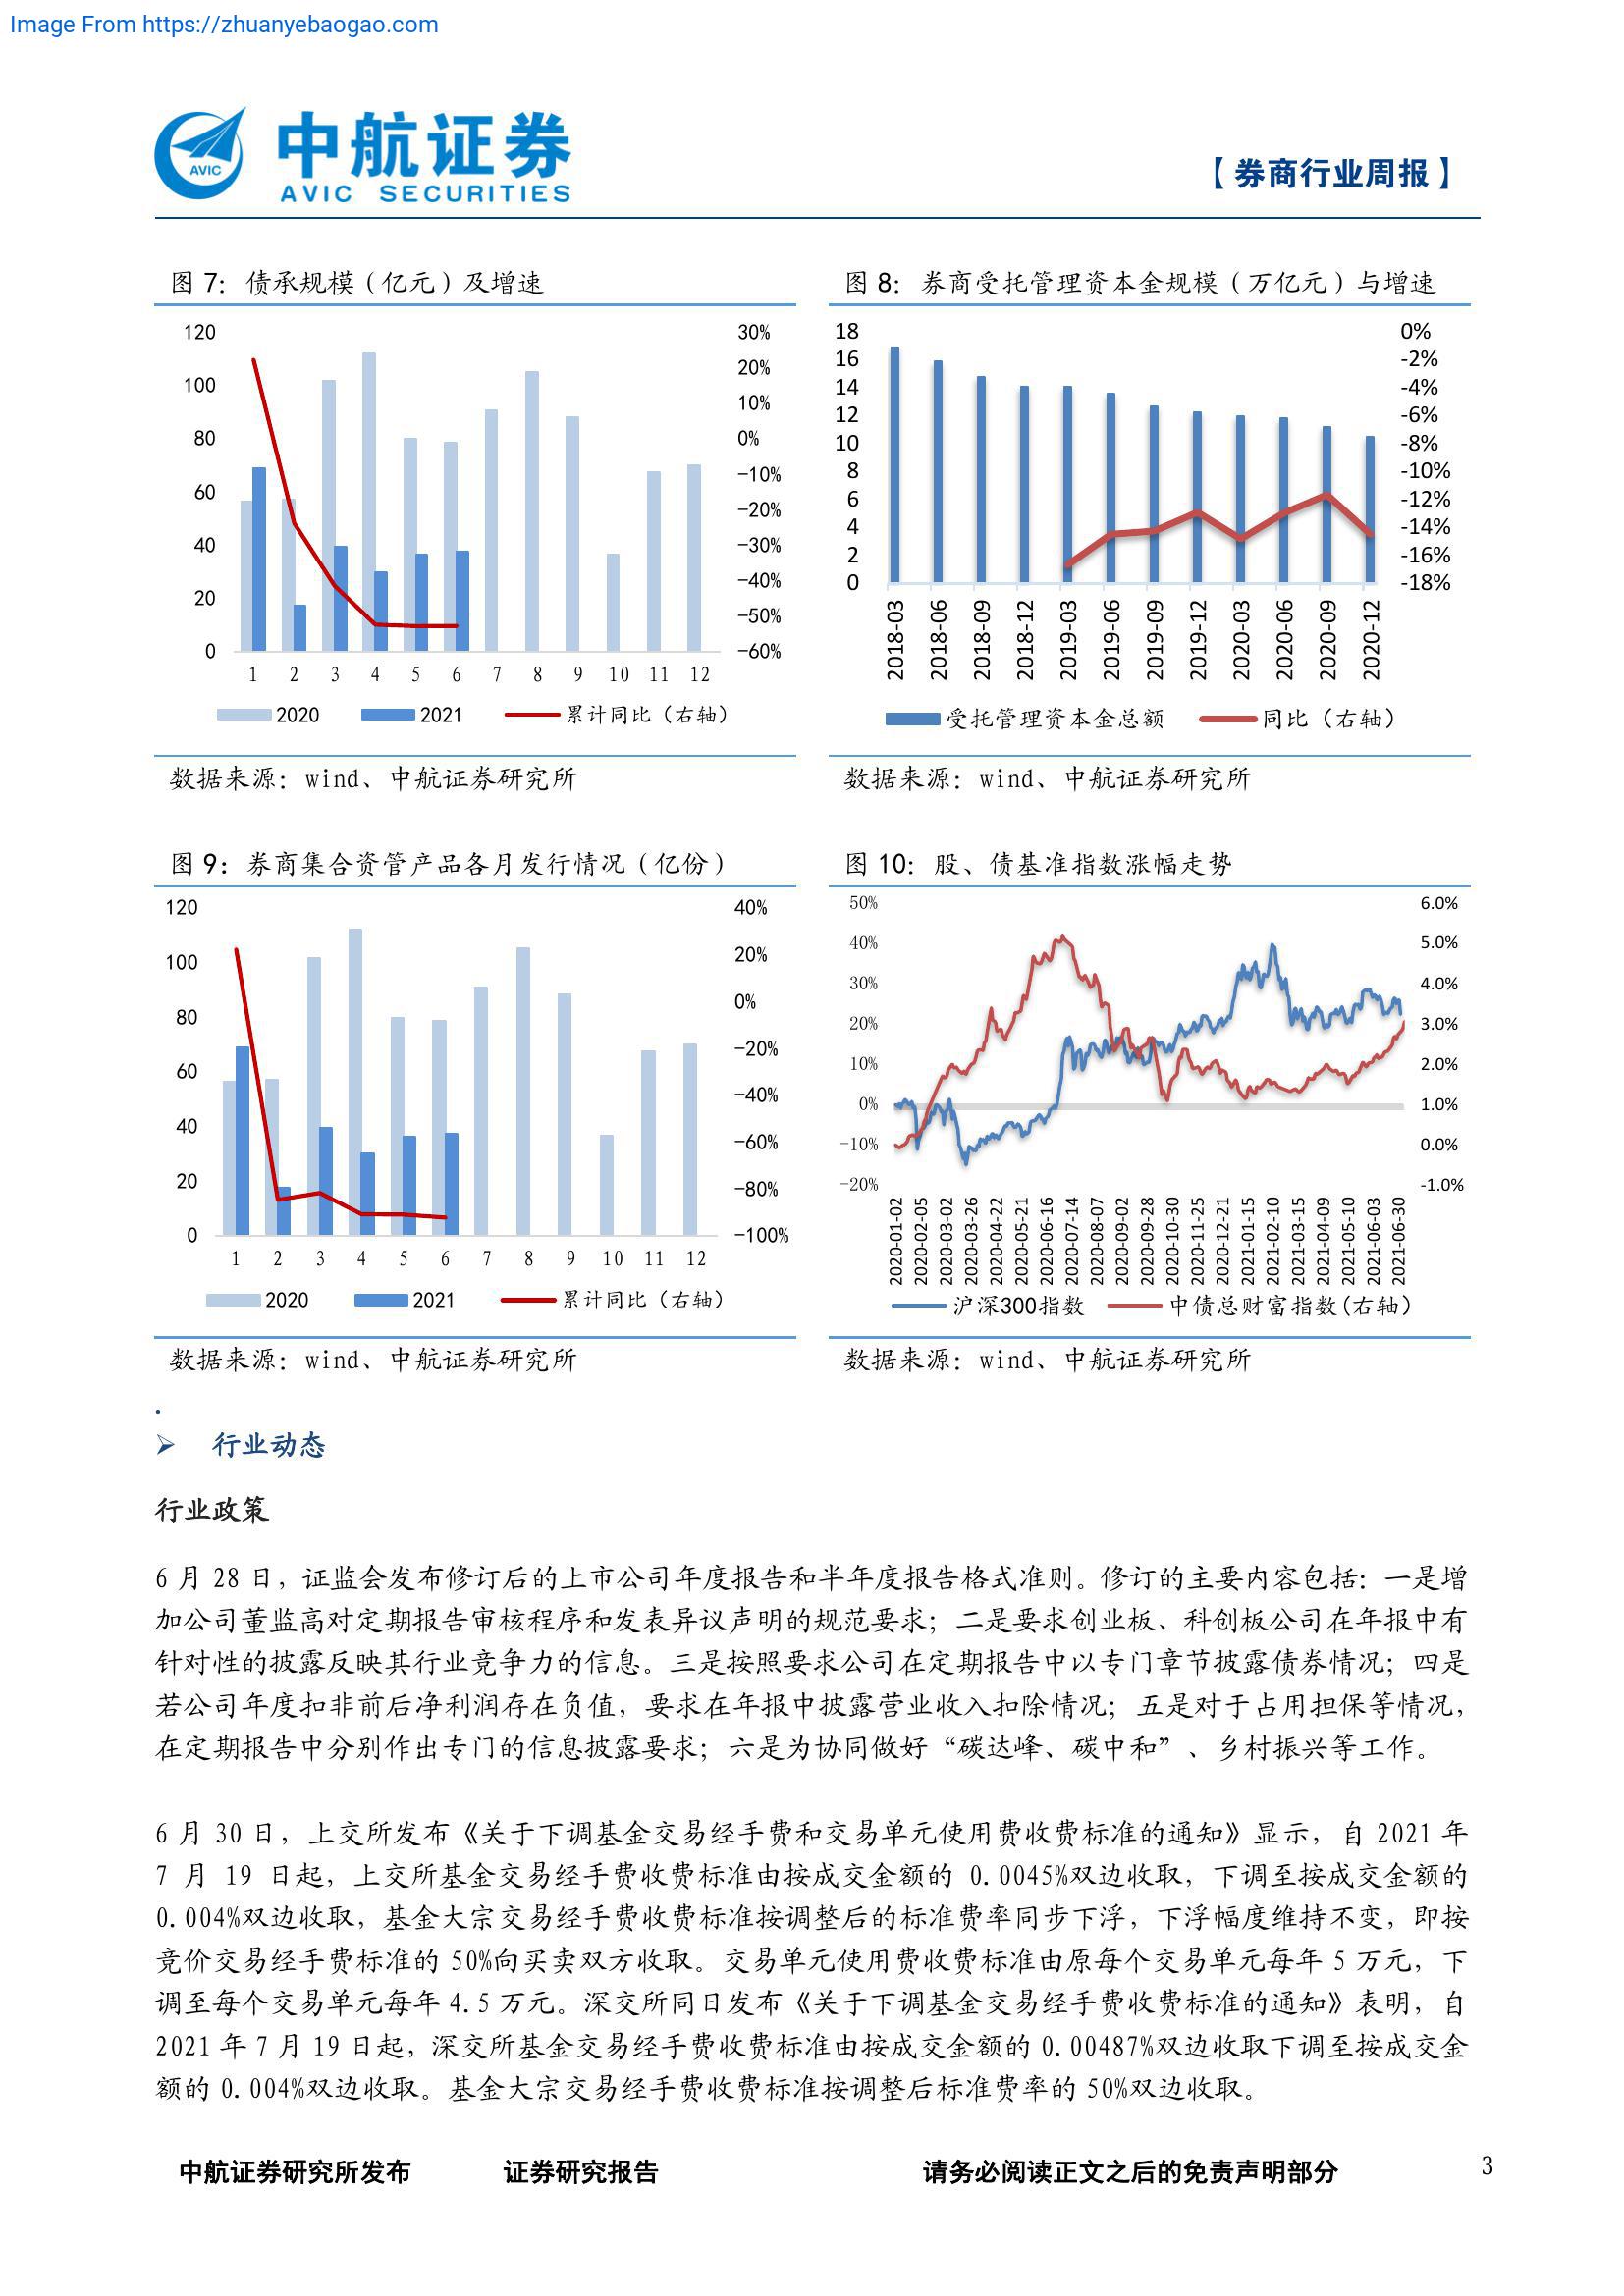 Image From https://zhuanyebaogao.com
AVIC
中航证券
AVIC SECURITIES
【券商行业周报】
图 7：债承规模（亿元）及增速
120
100
80
60
40
20
0
30%
20%
10%
0%
-10%
-20%
-30%
-40%
-50%
-60%
1 2 3 4 5 6 7 8 9 10 11 12
2020 2021 累计同比（右轴）
数据来源：wind、中航证券研究所
图 8：券商受托管理资本金规模（万亿元）与增速
18
16
14
12
10
8
6
4
2
0
0%
-2%
-4%
-6%
-8%
-10%
-12%
-14%
-16%
-18%
2018-03 2018-06 2018-09 2018-12 2019-03 2019-06 2019-09 2019-12 2020-03 2020-06 2020-09 2020-12
受托管理资本金总额 同比（右轴）
数据来源：wind、中航证券研究所
图 9：券商集合资管产品各月发行情况（亿份）
120
100
80
60
40
20
0
40%
20%
0%
-20%
-40%
-60%
-80%
-100%
1 2 3 4 5 6 7 8 9 10 11 12
2020 2021 累计同比（右轴）
数据来源：wind、中航证券研究所
图 10：股、债基准指数涨幅走势
50%
40%
30%
20%
10%
0%
-10%
-20%
6.0%
5.0%
4.0%
3.0%
2.0%
1.0%
0.0%
-1.0%
2020-01-02 2020-02-05 2020-03-02 2020-03-26 2020-04-22 2020-05-21 2020-06-16 2020-07-14 2020-08-07 2020-09-02 2020-09-28 2020-10-30 2020-11-25 2020-12-21 2021-01-15 2021-02-10 2021-03-15 2021-04-09 2021-05-10 2021-06-03 2021-06-30
沪深300指数 中债总财富指数(右轴）
数据来源：wind、中航证券研究所
.
➢ 行业动态
行业政策
6 月 28 日，证监会发布修订后的上市公司年度报告和半年度报告格式准则。修订的主要内容包括：一是增
加公司董监高对定期报告审核程序和发表异议声明的规范要求；二是要求创业板、科创板公司在年报中有
针对性的披露反映其行业竞争力的信息。三是按照要求公司在定期报告中以专门章节披露债券情况；四是
若公司年度扣非前后净利润存在负值，要求在年报中披露营业收入扣除情况；五是对于占用担保等情况，
在定期报告中分别作出专门的信息披露要求；六是为协同做好“碳达峰、碳中和”、乡村振兴等工作。
6 月 30 日，上交所发布《关于下调基金交易经手费和交易单元使用费收费标准的通知》显示，自 2021 年
7 月 19 日起，上交所基金交易经手费收费标准由按成交金额的 0.0045%双边收取，下调至按成交金额的
0.004%双边收取，基金大宗交易经手费收费标准按调整后的标准费率同步下浮，下浮幅度维持不变，即按
竞价交易经手费标准的 50%向买卖双方收取。交易单元使用费收费标准由原每个交易单元每年 5 万元，下
调至每个交易单元每年 4.5 万元。深交所同日发布《关于下调基金交易经手费收费标准的通知》表明，自
2021 年 7 月 19 日起，深交所基金交易经手费收费标准由按成交金额的 0.00487%双边收取下调至按成交金
额的 0.004%双边收取。基金大宗交易经手费收费标准按调整后标准费率的 50%双边收取。
中航证券研究所发布 证券研究报告 请务必阅读正文之后的免责声明部分 3